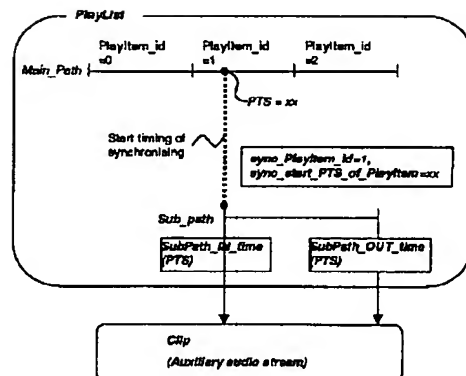 PlayList
PlayItem_id
=0
PlayItem_id
=1
PlayItem_id
=2
Main_Path
PTS = xx
Start timing of
synchronising
sync_PlayItem_id=1,
sync_start_PTS_of_PlayItem=xx
Sub_path
SubPath_IN_time
(PTS)
SubPath_OUT_time
(PTS)
Clip
(Auxiliary audio stream)